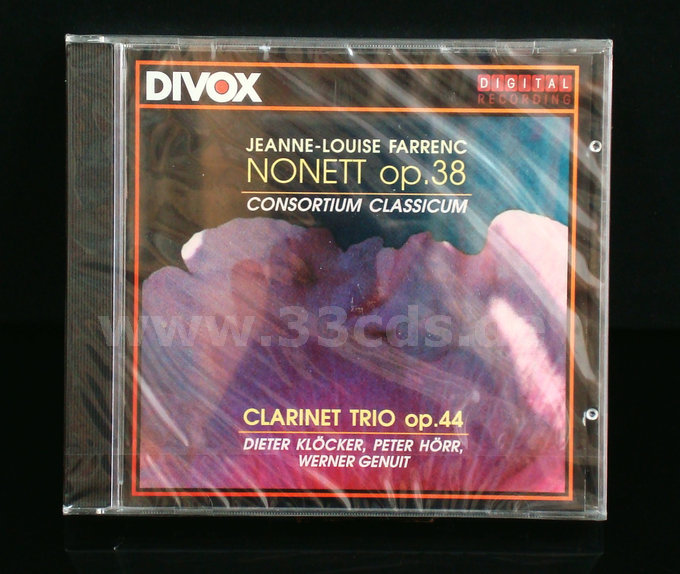 DIVOX
DIGITAL
RECORDING
JEANNE-LOUISE FARRENC
NONETT op.38
CONSORTIUM CLASSICUM
www.33cds.de
CLARINET TRIO op.44
DIETER KLÖCKER, PETER HÖRR,
WERNER GENUIT